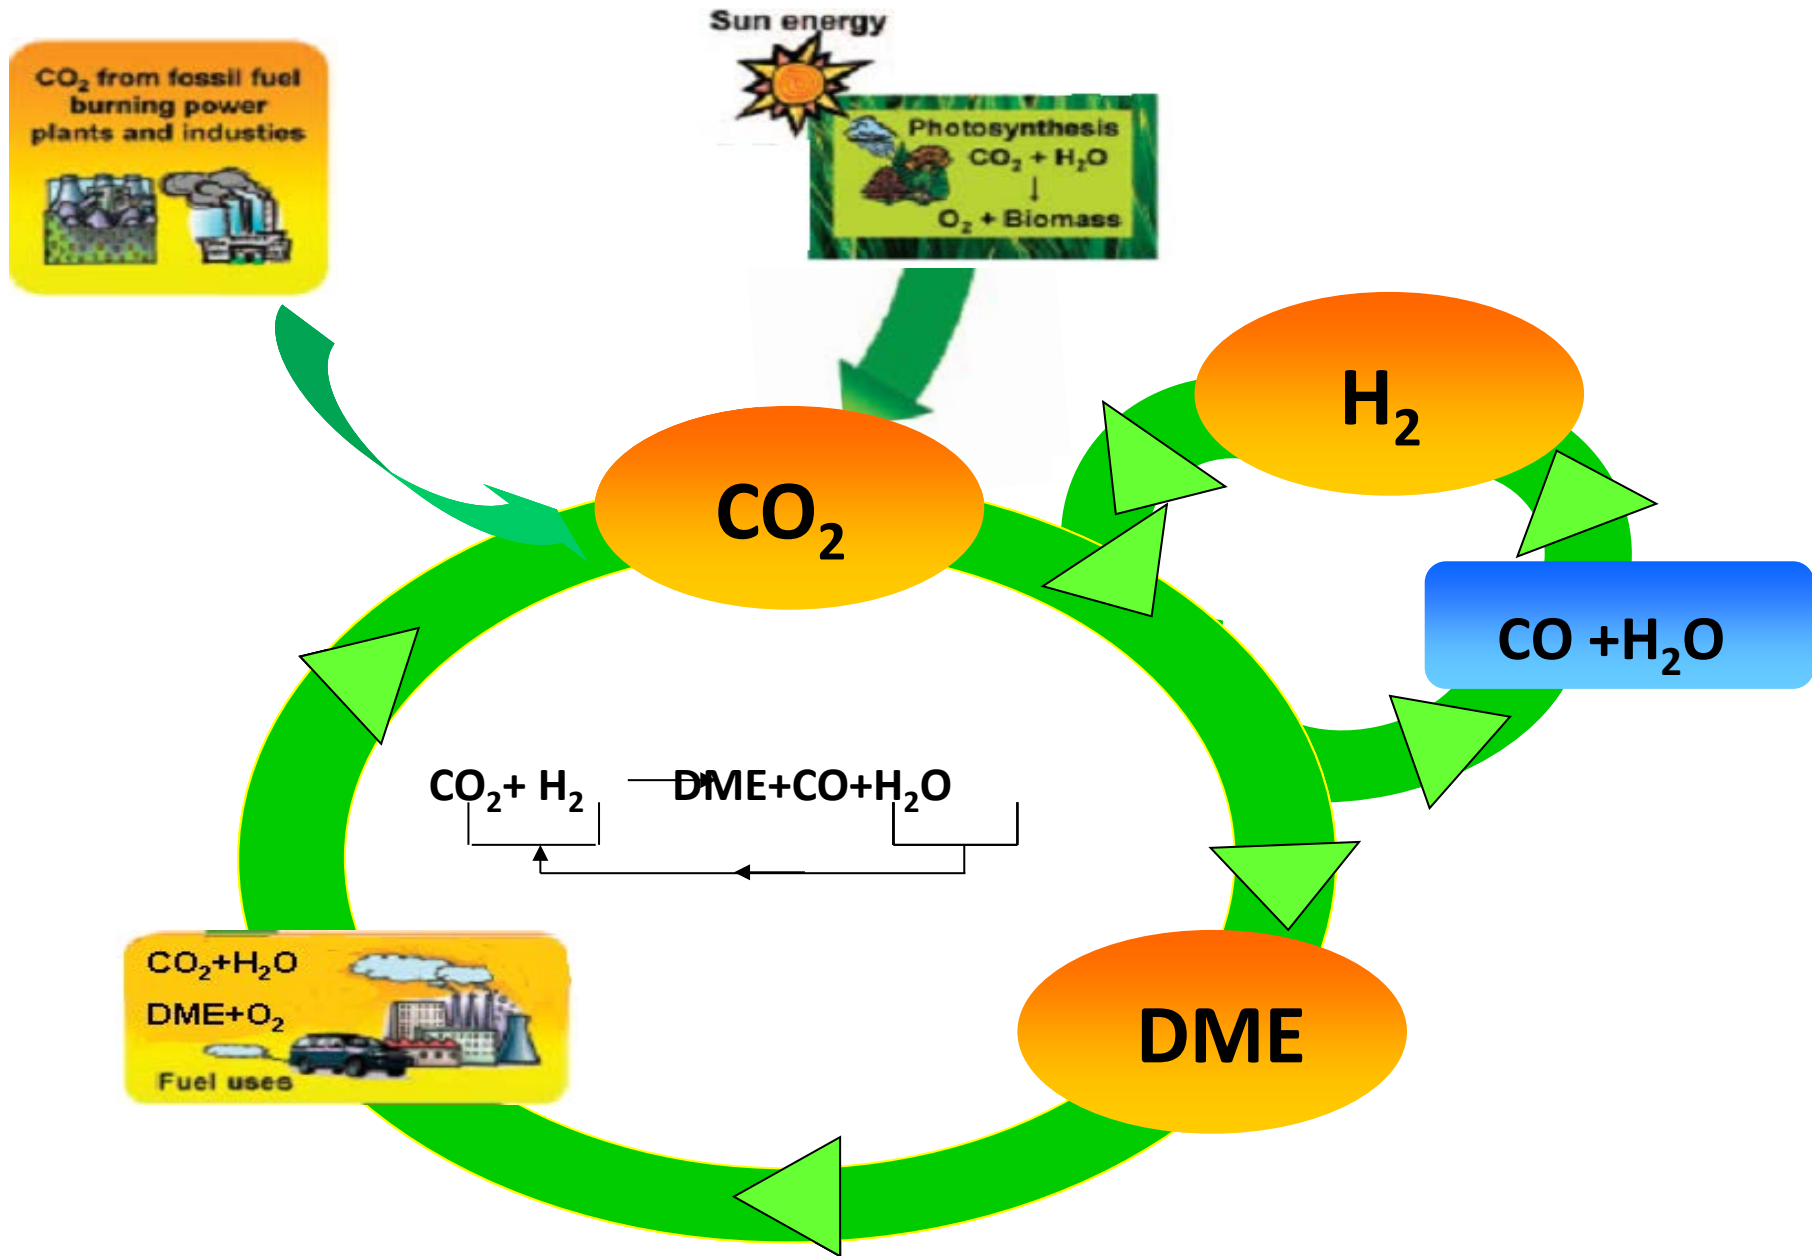 Sun energy
CO₂ from fossil fuel
burning power
plants and industies
Photosynthesis
CO₂ + H₂O
↓
O₂ + Biomass
H₂
CO₂
CO +H₂O
CO₂+ H₂ → DME+CO+H₂O
CO₂+H₂O
DME+O₂
Fuel uses
DME